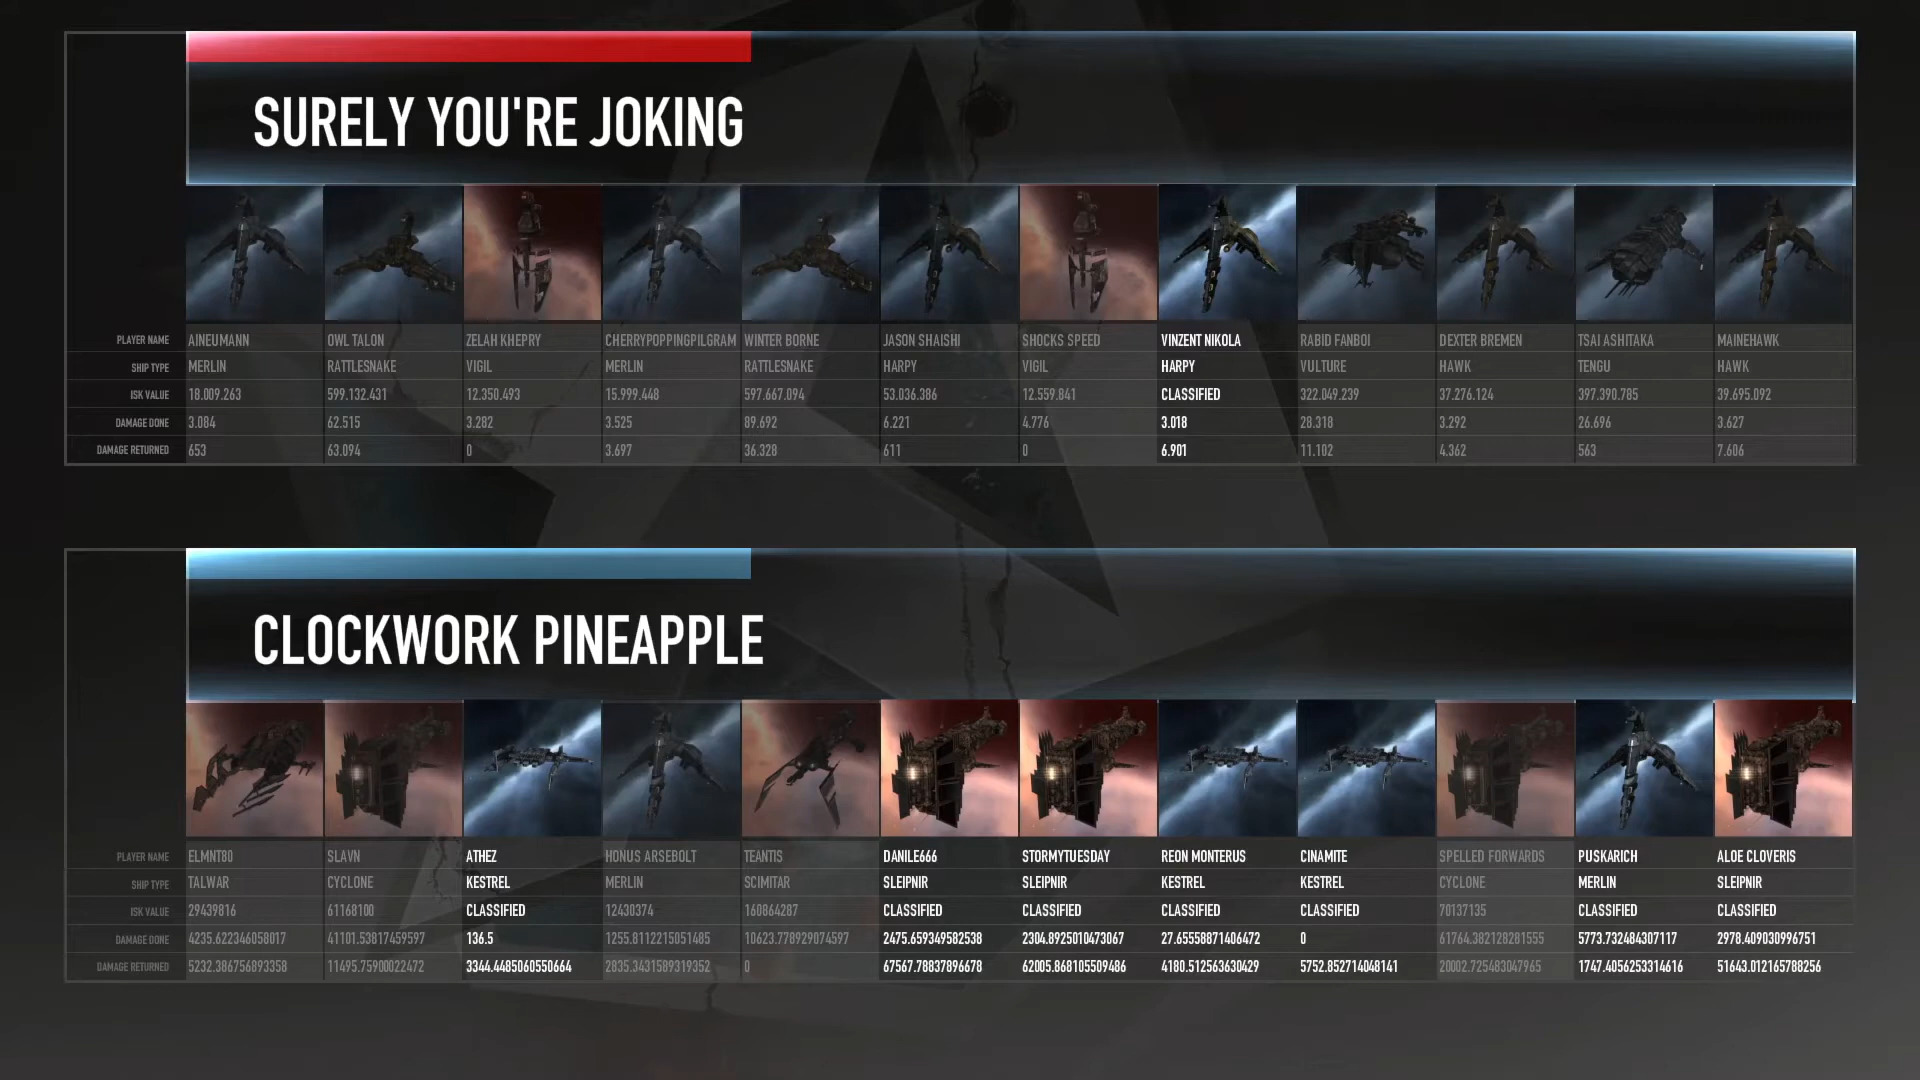 SURELY YOU'RE JOKING
PLAYER NAME AINEUMANN OWL TALON ZELAH KHEPRY CHERRYPOPPINGPILGRAM WINTER BORNE JASON SHAISHI SHOCKS SPEED VINZENT NIKOLA RABID FANBOI DEXTER BREMEN TSAI ASHITAKA MAINEHAWK
SHIP TYPE MERLIN RATTLESNAKE VIGIL MERLIN RATTLESNAKE HARPY VIGIL HARPY VULTURE HAWK TENGU HAWK
ISK VALUE 18.009.263 599.132.431 12.350.493 15.999.448 597.667.094 53.036.386 12.559.841 CLASSIFIED 322.049.239 37.276.124 397.390.785 39.695.092
DAMAGE DONE 3.084 62.515 3.282 3.525 89.692 6.221 4.776 3.018 28.318 3.292 26.696 3.627
DAMAGE RETURNED 653 63.094 0 3.697 36.328 611 0 6.901 11.102 4.362 563 7.606
CLOCKWORK PINEAPPLE
PLAYER NAME ELMNT80 SLAVN ATHEZ HONUS ARSEBOLT TEANTIS DANILE666 STORMYTUESDAY REON MONTERUS CINAMITE SPELLED FORWARDS PUSKARICH ALOE CLOVERIS
SHIP TYPE TALWAR CYCLONE KESTREL MERLIN SCIMITAR SLEIPNIR SLEIPNIR KESTREL KESTREL CYCLONE MERLIN SLEIPNIR
ISK VALUE 29439816 61168100 CLASSIFIED 12430374 160864287 CLASSIFIED CLASSIFIED CLASSIFIED CLASSIFIED 70137135 CLASSIFIED CLASSIFIED
DAMAGE DONE 4235.622346058017 41101.53817459597 136.5 1255.8112215051485 10623.778929074597 2475.659349582538 2304.8925010473067 27.65558871406472 0 61764.382128281555 5773.732484307117 2978.409030996751
DAMAGE RETURNED 5232.386756893358 11495.75900022472 3344.4485060550664 2835.3431589319352 0 67567.78837896678 62005.868105509486 4180.512563630429 5752.852714048141 20002.725483047965 1747.4056253314616 51643.012165788256